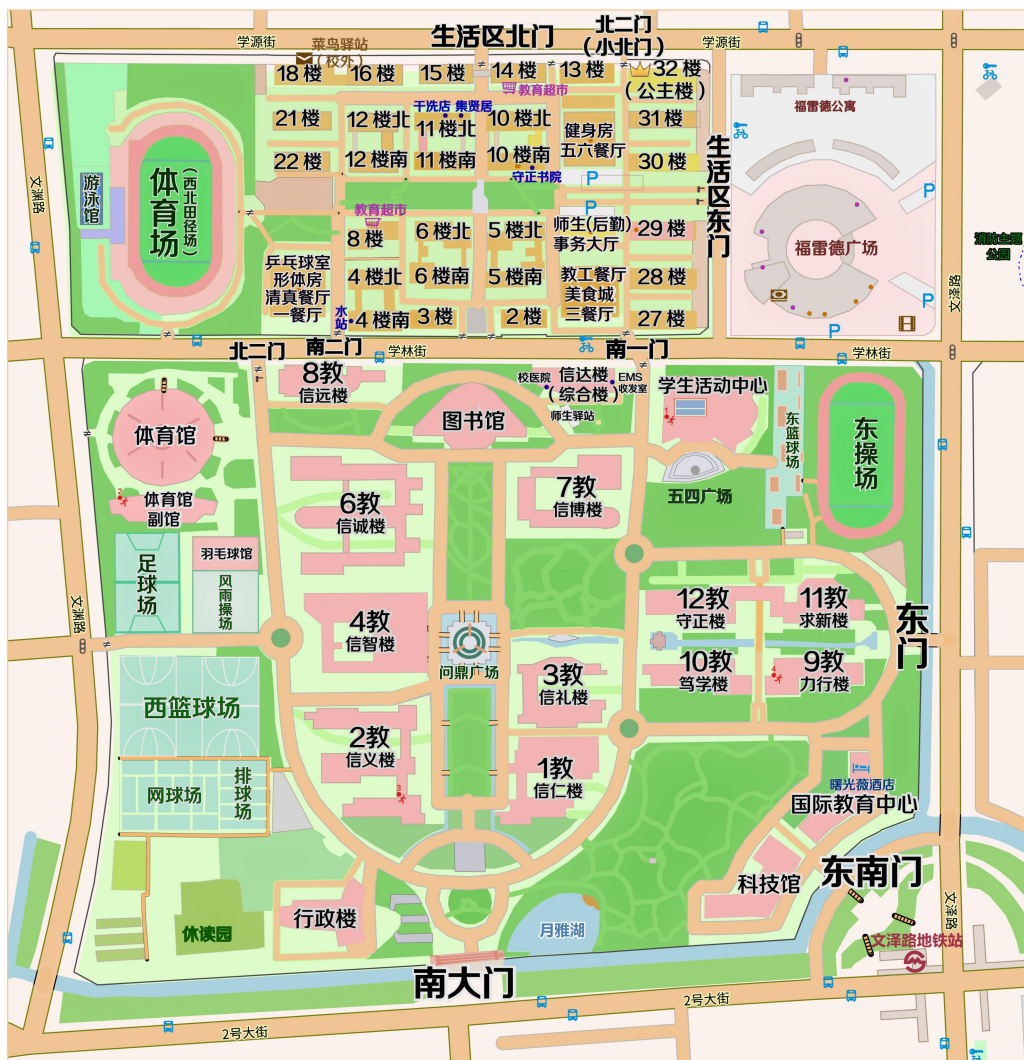 北二门
（小北门）
生活区北门
学源街
学源街
菜鸟驿站
（校外）
18楼
16楼
15楼
14楼
13楼
32楼
（公主楼）
教育超市
福雷德公寓
21楼
12楼北
干洗店
集贤居
11楼北
10楼北
健身房
五六餐厅
31楼
22楼
12楼南
11楼南
10楼南
守正书院
30楼
P
生活区东门
文渊路
游泳馆
体育场
（西北田径场）
教育超市
8楼
6楼北
5楼北
P
师生(后勤)
事务大厅
29楼
P
福雷德广场
消防主题
公园
乒乓球室
形体房
清真餐厅
一餐厅
4楼北
6楼南
5楼南
教工餐厅
美食城
三餐厅
28楼
P
文泽路
水站
4楼南
3楼
2楼
27楼
P
北二门
南二门
学林街
南一门
学林街
8教
信远楼
图书馆
校医院
信达楼
（综合楼）
EMS
收发室
师生驿站
学生活动中心
1
东篮球场
东操场
体育馆
五四广场
2
体育馆
副馆
6教
信诚楼
7教
信博楼
足球场
羽毛球馆
风雨操场
文渊路
4教
信智楼
问鼎广场
12教
守正楼
11教
求新楼
东门
3教
信礼楼
10教
笃学楼
4
9教
力行楼
西篮球场
2教
信义楼
3
1教
信仁楼
网球场
排球场
曙光薇酒店
国际教育中心
科技馆
东南门
行政楼
休读园
月雅湖
文泽路
文泽路地铁站
南大门
2号大街
2号大街